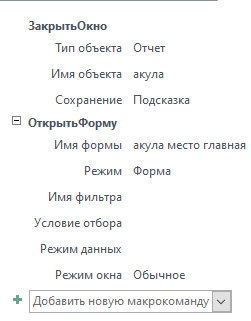 ЗакрытьОкно
Тип объекта Отчет
Имя объекта акула
Сохранение Подсказка
ОткрытьФорму
Имя формы акула место главная
Режим Форма
Имя фильтра
Условие отбора
Режим данных
Режим окна Обычное
Добавить новую макрокоманду